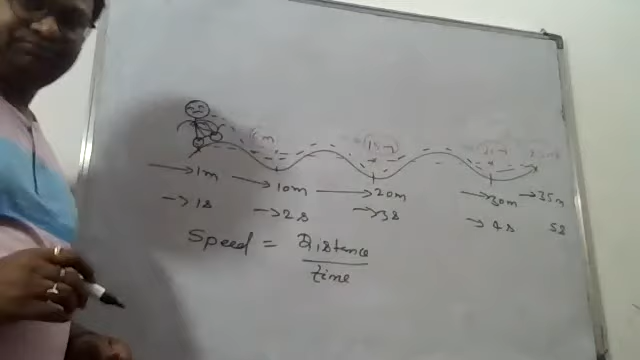 → 1m → 10m → 20m → 30m → 35m
→ 1s → 2s → 3s → 4s 5s
Speed = Distance
time